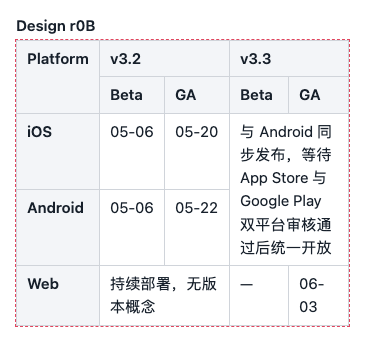 Design r0B
Platform v3.2 v3.3
Beta GA Beta GA
iOS 05-06 05-20
与 Android 同
步发布，等待
App Store 与
Google Play
双平台审核通
过后统一开放
Android 05-06 05-22
Web
持续部署，无版
本概念
—
06-
03